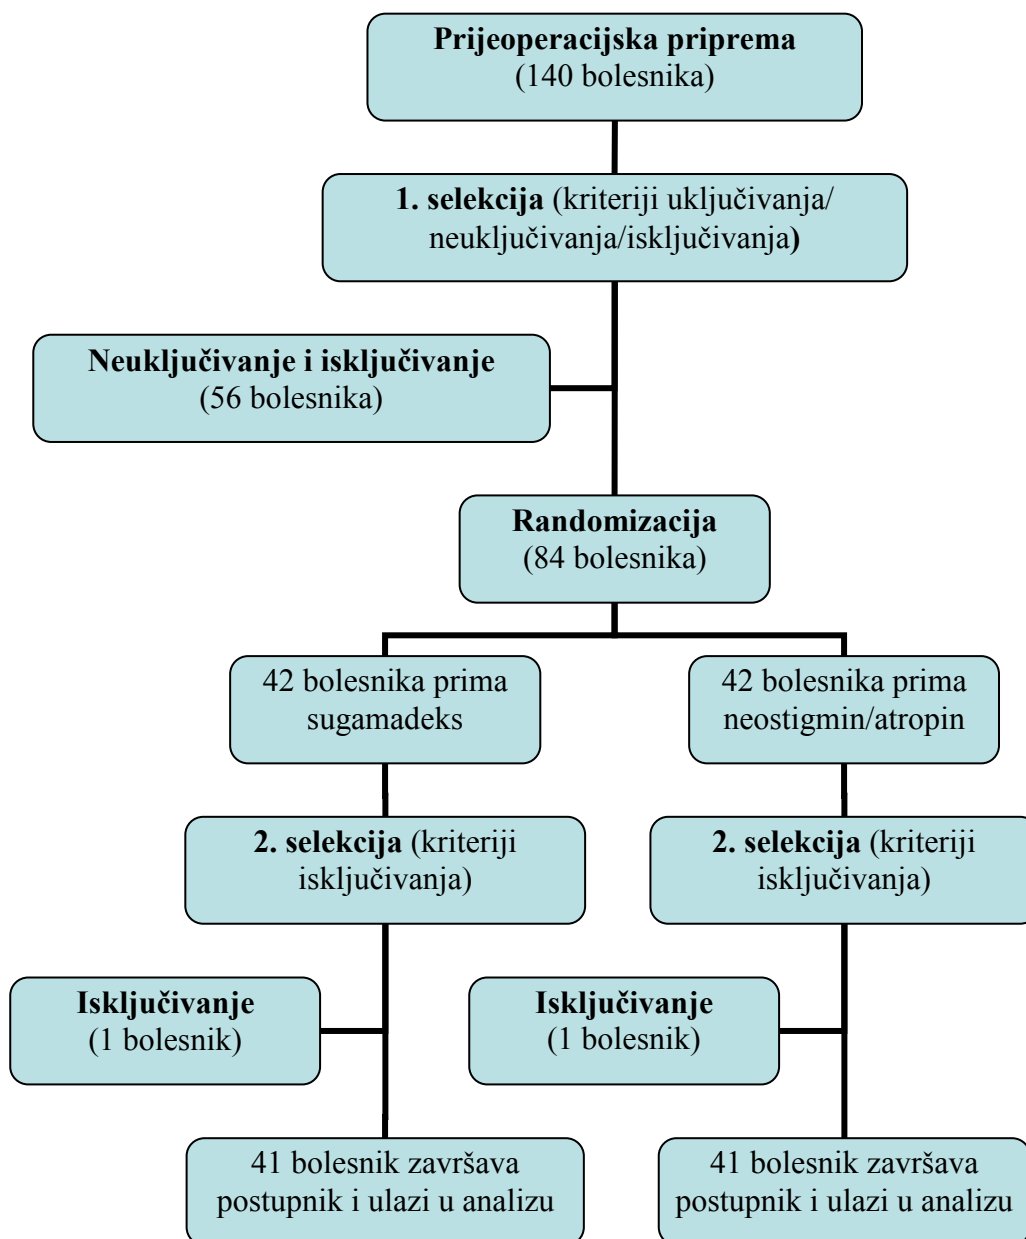 Prijeoperacijska priprema
(140 bolesnika)
1. selekcija (kriteriji uključivanja/
neuključivanja/isključivanja)
Neuključivanje i isključivanje
(56 bolesnika)
Randomizacija
(84 bolesnika)
42 bolesnika prima
sugamadeks
42 bolesnika prima
neostigmin/atropin
2. selekcija (kriteriji
isključivanja)
2. selekcija (kriteriji
isključivanja)
Isključivanje
(1 bolesnik)
Isključivanje
(1 bolesnik)
41 bolesnik završava
postupnik i ulazi u analizu
41 bolesnik završava
postupnik i ulazi u analizu